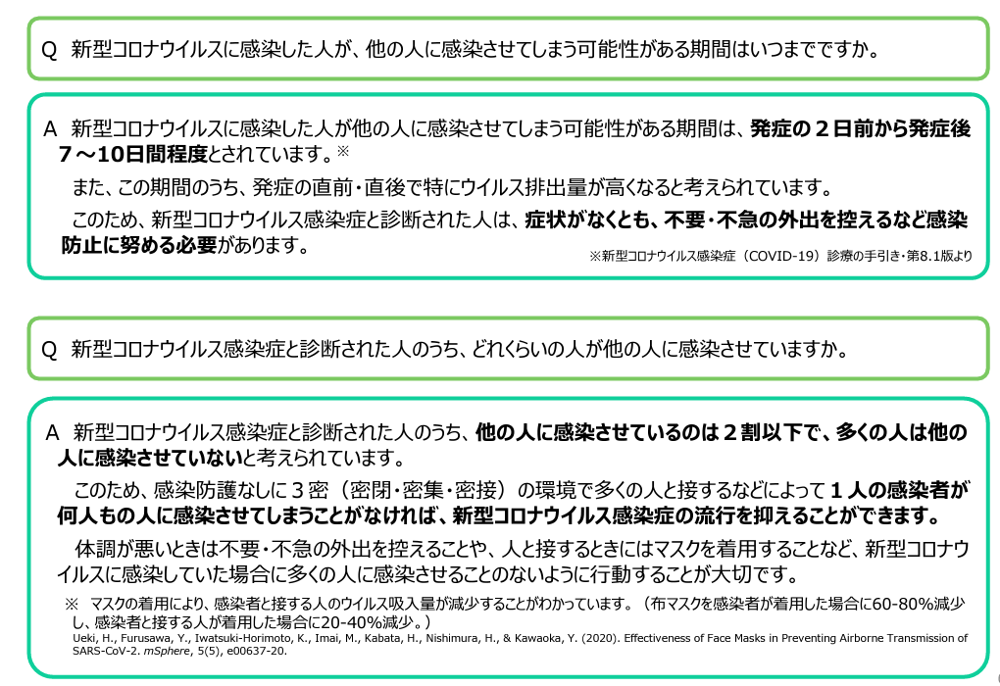 Q 新型コロナウイルスに感染した人が、他の人に感染させてしまう可能性がある期間はいつまでですか。
A 新型コロナウイルスに感染した人が他の人に感染させてしまう可能性がある期間は、発症の２日前から発症後
７～10日間程度とされています。※
また、この期間のうち、発症の直前・直後で特にウイルス排出量が高くなると考えられています。
このため、新型コロナウイルス感染症と診断された人は、症状がなくとも、不要・不急の外出を控えるなど感染
防止に努める必要があります。
※新型コロナウイルス感染症（COVID-19）診療の手引き・第8.1版より
Q 新型コロナウイルス感染症と診断された人のうち、どれくらいの人が他の人に感染させていますか。
A 新型コロナウイルス感染症と診断された人のうち、他の人に感染させているのは２割以下で、多くの人は他の
人に感染させていないと考えられています。
このため、感染防護なしに３密（密閉・密集・密接）の環境で多くの人と接するなどによって１人の感染者が
何人もの人に感染させてしまうことがなければ、新型コロナウイルス感染症の流行を抑えることができます。
体調が悪いときは不要・不急の外出を控えることや、人と接するときにはマスクを着用することなど、新型コロナウ
イルスに感染していた場合に多くの人に感染させることのないように行動することが大切です。
※ マスクの着用により、感染者と接する人のウイルス吸入量が減少することがわかっています。（布マスクを感染者が着用した場合に60-80%減少
し、感染者と接する人が着用した場合に20-40%減少。）
Ueki, H., Furusawa, Y., Iwatsuki-Horimoto, K., Imai, M., Kabata, H., Nishimura, H., & Kawaoka, Y. (2020). Effectiveness of Face Masks in Preventing Airborne Transmission of
SARS-CoV-2. mSphere, 5(5), e00637-20.